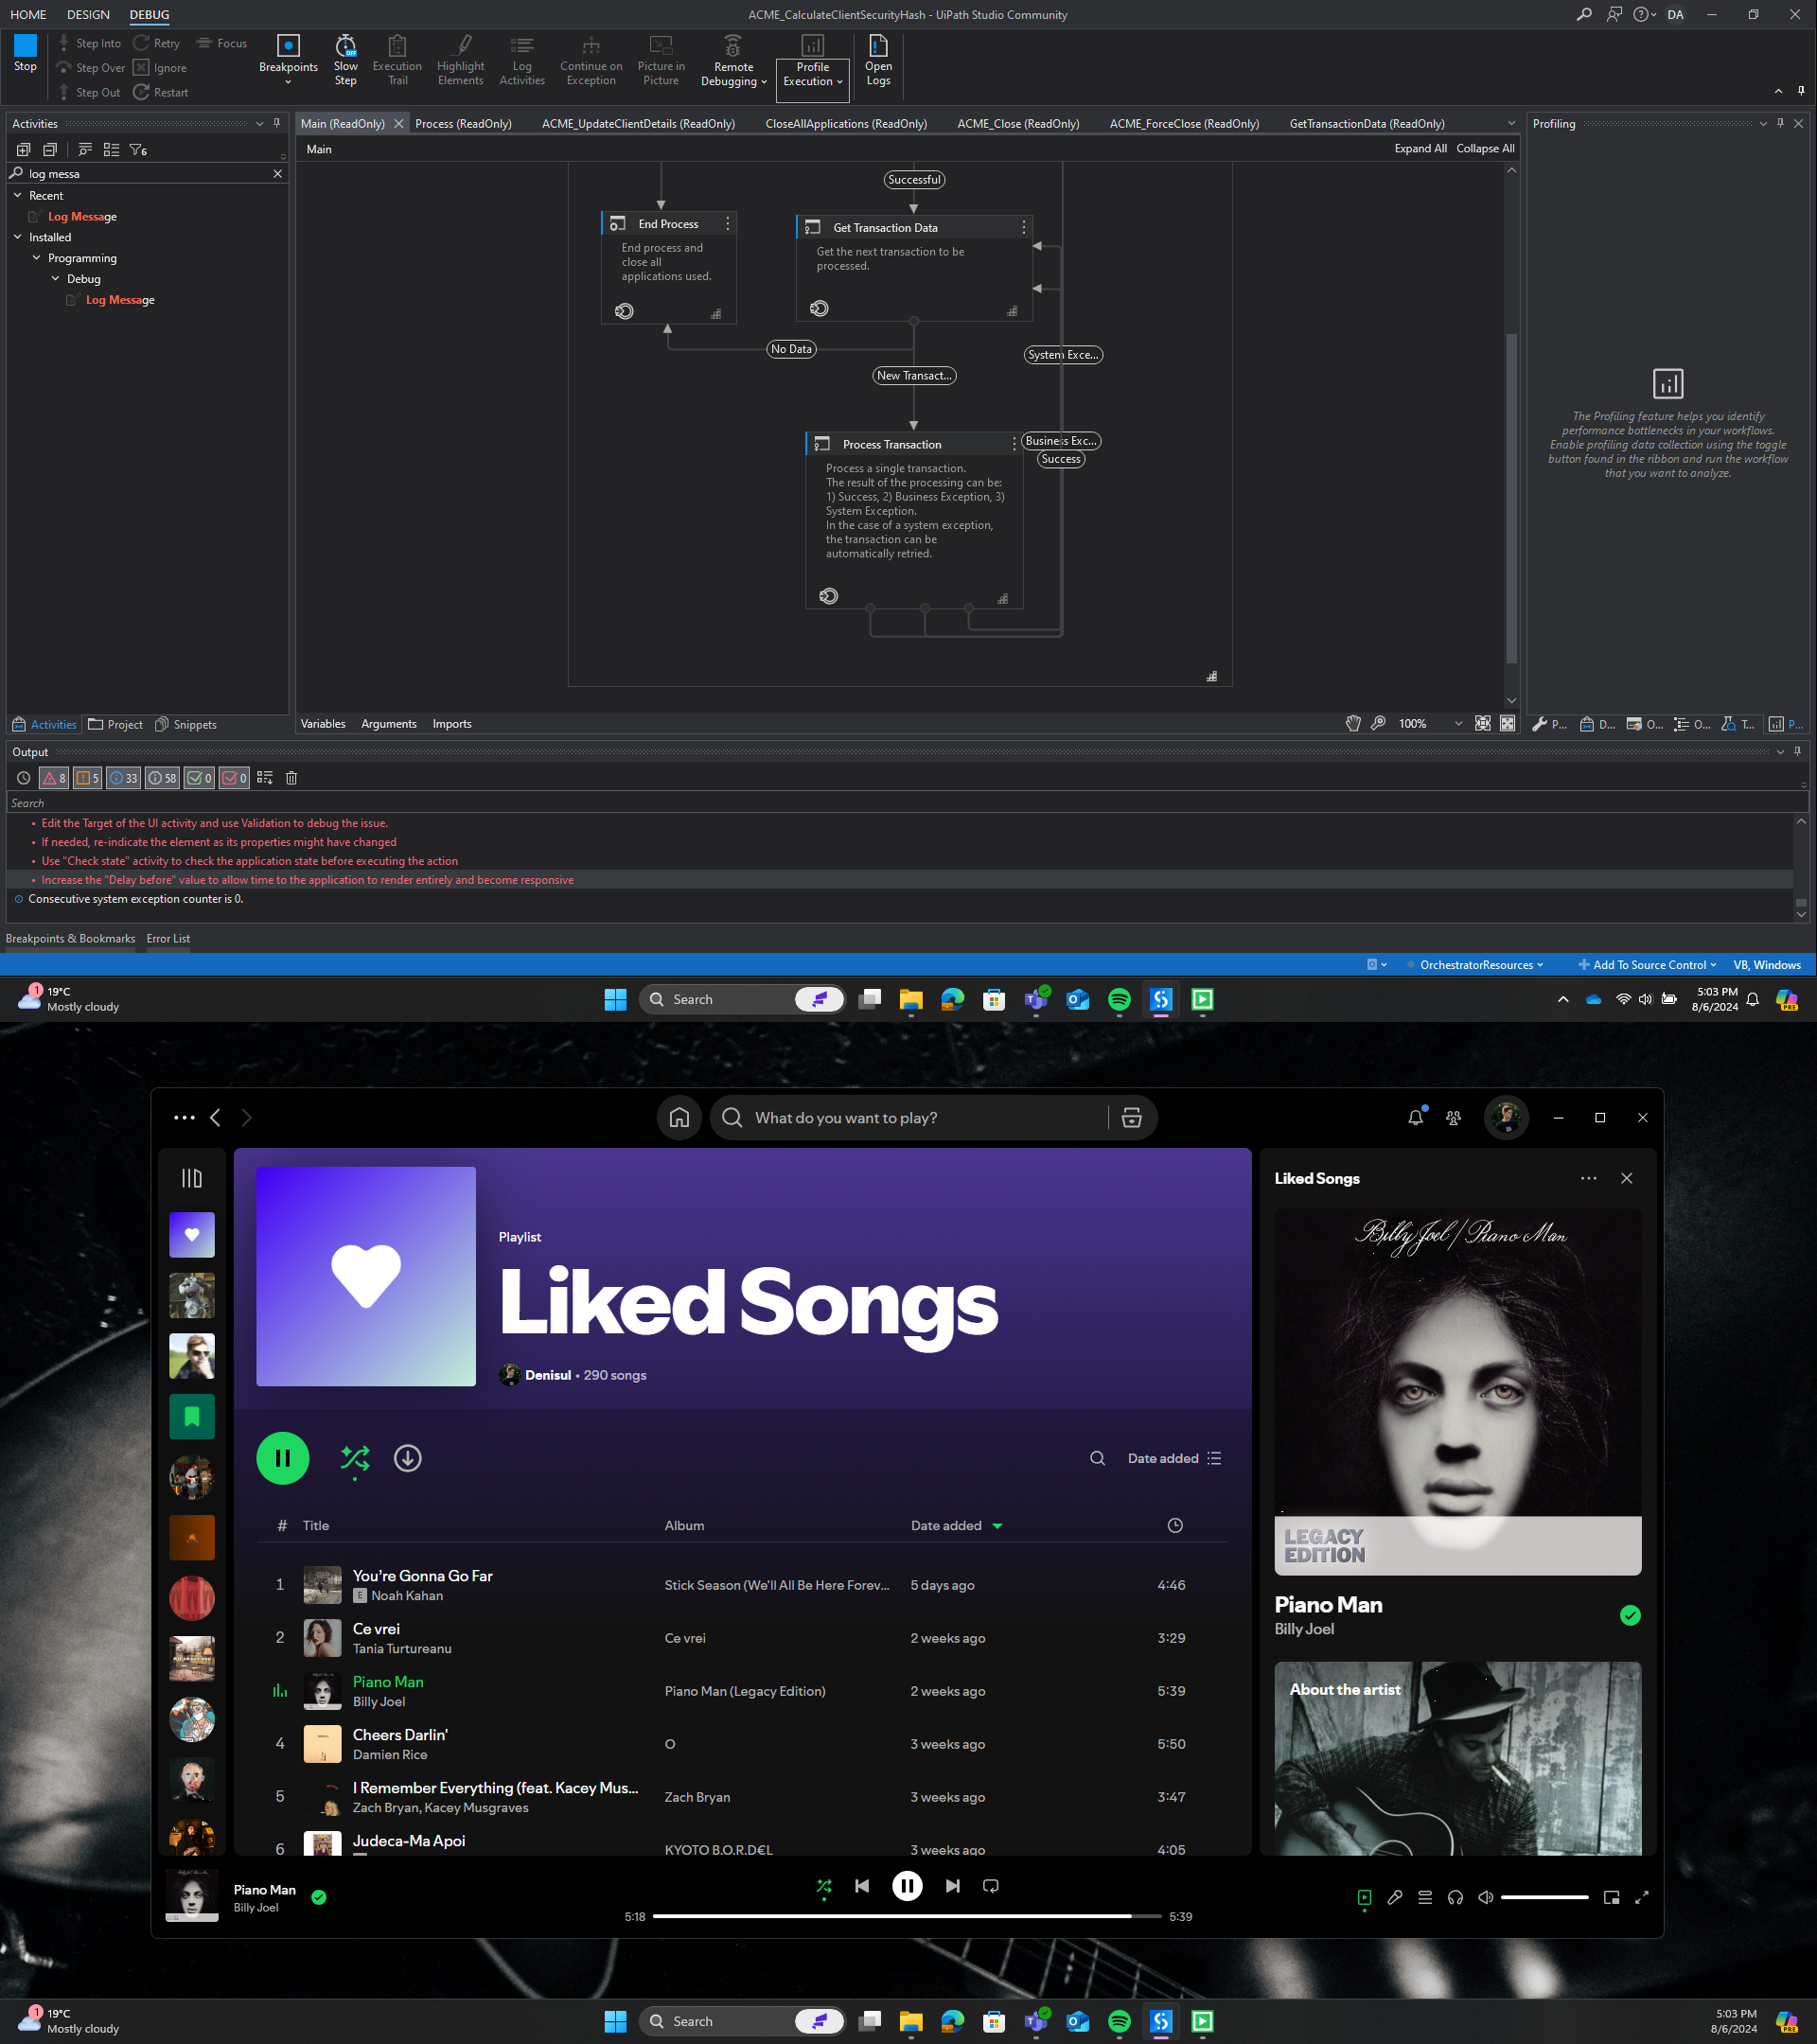 HOME DESIGN DEBUG
ACME_CalculateClientSecurityHash - UiPath Studio Community
DA
Stop
Step Into
Retry
Focus
Step Over
Ignore
Step Out
Restart
Breakpoints
Slow
Step
Execution
Trail
Highlight
Elements
Log
Activities
Continue on
Exception
Picture in
Picture
Remote
Debugging
Profile
Execution
Open
Logs
Activities
6
log messa
Recent
Log Message
Installed
Programming
Debug
Log Message
Activities Project Snippets
Main (ReadOnly) Process (ReadOnly) ACME_UpdateClientDetails (ReadOnly) CloseAllApplications (ReadOnly) ACME_Close (ReadOnly) ACME_ForceClose (ReadOnly) GetTransactionData (ReadOnly)
Main
Expand All Collapse All
Successful
End Process
End process and
close all
applications used.
Get Transaction Data
Get the next transaction to be
processed.
No Data
System Exce...
New Transact...
Process Transaction
Business Exc...
Success
Process a single transaction.
The result of the processing can be:
1) Success, 2) Business Exception, 3)
System Exception.
In the case of a system exception,
the transaction can be
automatically retried.
Variables Arguments Imports
100%
Profiling
The Profiling feature helps you identify
performance bottlenecks in your workflows.
Enable profiling data collection using the toggle
button found in the ribbon and run the workflow
that you want to analyze.
P... D... O... O... T... P...
Output
8 5 33 58 0 0
Search
• Edit the Target of the UI activity and use Validation to debug the issue.
• If needed, re-indicate the element as its properties might have changed
• Use "Check state" activity to check the application state before executing the action
• Increase the "Delay before" value to allow time to the application to render entirely and become responsive
Consecutive system exception counter is 0.
Breakpoints & Bookmarks Error List
OrchestratorResources
Add To Source Control
VB, Windows
1
19°C
Mostly cloudy
Search
5:03 PM
8/6/2024
PRE
What do you want to play?
Playlist
Liked Songs
Denisul • 290 songs
Date added
# Title Album Date added
1
You're Gonna Go Far
E Noah Kahan
Stick Season (We'll All Be Here Forev...
5 days ago
4:46
2
Ce vrei
Tania Turtureanu
Ce vrei
2 weeks ago
3:29
Piano Man
Billy Joel
Piano Man (Legacy Edition)
2 weeks ago
5:39
4
Cheers Darlin'
Damien Rice
O
3 weeks ago
5:50
5
I Remember Everything (feat. Kacey Mus...
Zach Bryan, Kacey Musgraves
Zach Bryan
3 weeks ago
3:47
6
Judeca-Ma Apoi
KYOTO B.O.R.D€L
3 weeks ago
4:05
Liked Songs
Billy Joel / Piano Man
LEGACY
EDITION
Piano Man
Billy Joel
About the artist
Piano Man
Billy Joel
5:18
5:39
1
19°C
Mostly cloudy
Search
5:03 PM
8/6/2024
PRE